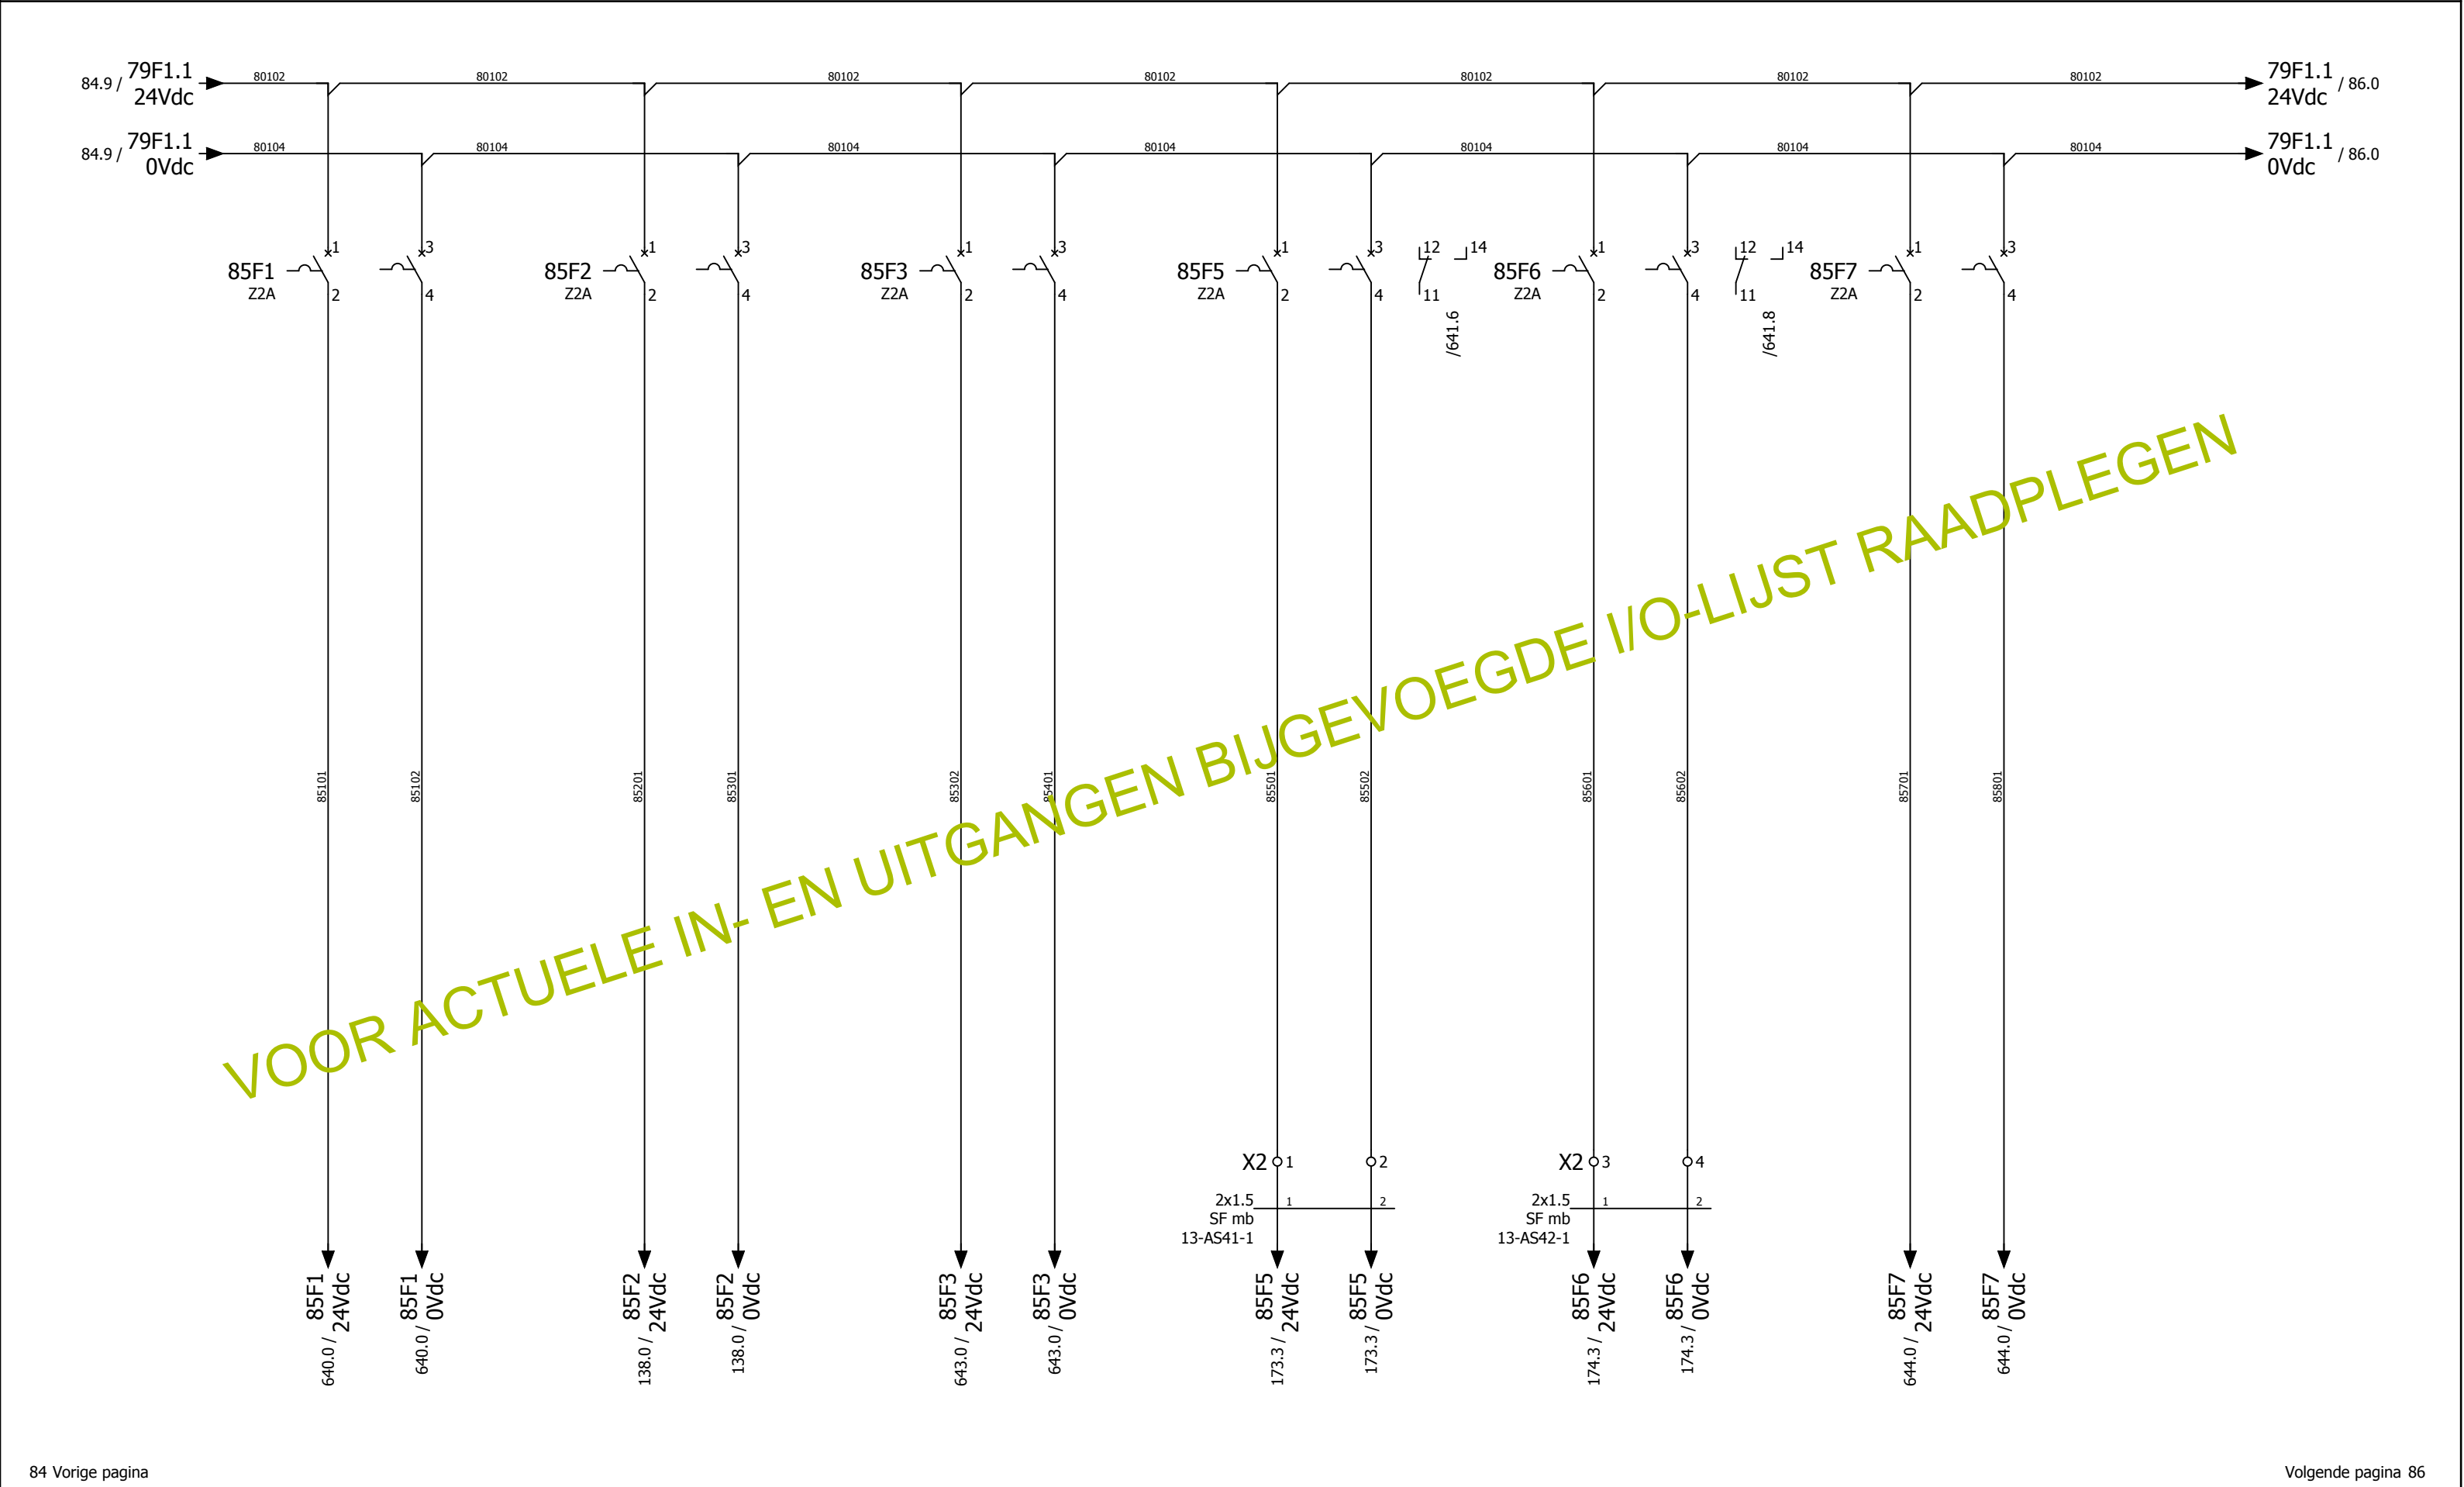 84.9 / 79F1.1 24Vdc
80102 80102 80102 80102 80102 80102 80102
79F1.1 24Vdc / 86.0
84.9 / 79F1.1 0Vdc
80104 80104 80104 80104 80104 80104 80104
79F1.1 0Vdc / 86.0
85F1 Z2A 1 2 3 4
85F2 Z2A 1 2 3 4
85F3 Z2A 1 2 3 4
85F5 Z2A 1 2 3 4
12 14 11 /641.6
85F6 Z2A 1 2 3 4
12 14 11 /641.8
85F7 Z2A 1 2 3 4
VOOR ACTUELE IN- EN UITGANGEN BIJGEVOEGDE I/O-LIJST RAADPLEGEN
85101 85102 85201 85301 85302 85401 85501 85502 85601 85602 85701 85801
X2 1 2
2x1.5 1 2
SF mb
13-AS41-1
X2 3 4
2x1.5 1 2
SF mb
13-AS42-1
640.0 / 85F1 24Vdc
640.0 / 85F1 0Vdc
138.0 / 85F2 24Vdc
138.0 / 85F2 0Vdc
643.0 / 85F3 24Vdc
643.0 / 85F3 0Vdc
173.3 / 85F5 24Vdc
173.3 / 85F5 0Vdc
174.3 / 85F6 24Vdc
174.3 / 85F6 0Vdc
644.0 / 85F7 24Vdc
644.0 / 85F7 0Vdc
84 Vorige pagina
Volgende pagina 86